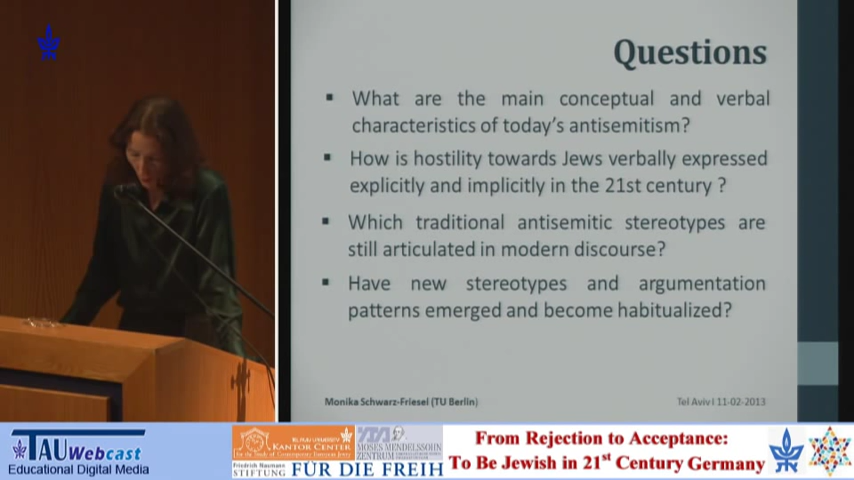 Questions
▪ What are the main conceptual and verbal
characteristics of today's antisemitism?
▪ How is hostility towards Jews verbally expressed
explicitly and implicitly in the 21st century ?
▪ Which traditional antisemitic stereotypes are
still articulated in modern discourse?
▪ Have new stereotypes and argumentation
patterns emerged and become habitualized?
Monika Schwarz-Friesel (TU Berlin)
Tel Aviv I 11-02-2013
TAU Webcast
Educational Digital Media
KANTOR CENTER
MOSES MENDELSSOHN
ZENTRUM
Friedrich Naumann
STIFTUNG FÜR DIE FREIH
From Rejection to Acceptance:
To Be Jewish in 21st Century Germany